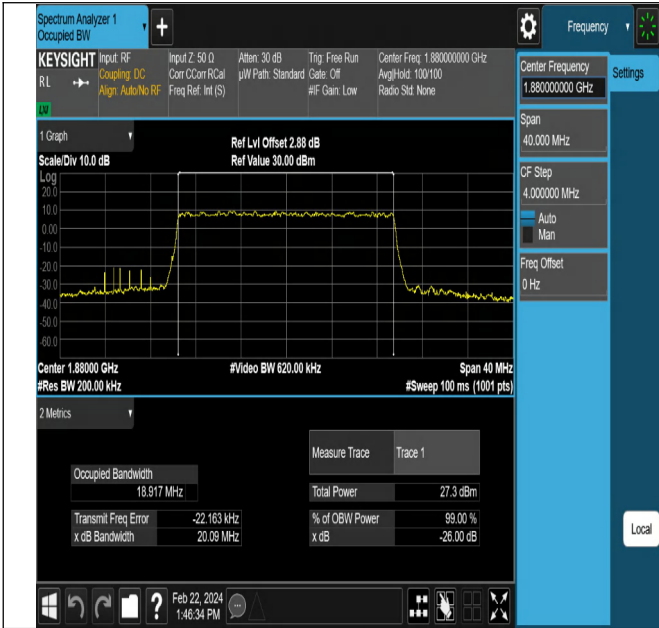 Spectrum Analyzer 1
Occupied BW
+
Frequency
KEYSIGHT
RL
LNI
Input: RF
Coupling: DC
Align: Auto/No RF
Input Z: 50 Ω
Corr CCorr RCal
Freq Ref: Int (S)
Atten: 30 dB
µW Path: Standard
Trig: Free Run
Gate: Off
#IF Gain: Low
Center Freq: 1.880000000 GHz
Avg|Hold: 100/100
Radio Std: None
Center Frequency
1.880000000 GHz
Settings
Span
40.000 MHz
CF Step
4.000000 MHz
Auto
Man
Freq Offset
0 Hz
1 Graph
Scale/Div 10.0 dB
Ref Lvl Offset 2.88 dB
Ref Value 30.00 dBm
Log
20.0
10.0
0.00
-10.0
-20.0
-30.0
-40.0
-50.0
-60.0
Center 1.88000 GHz
#Video BW 620.00 kHz
Span 40 MHz
#Res BW 200.00 kHz
#Sweep 100 ms (1001 pts)
2 Metrics
Measure Trace Trace 1
Occupied Bandwidth
18.917 MHz
Total Power 27.3 dBm
Transmit Freq Error -22.163 kHz
% of OBW Power 99.00 %
x dB Bandwidth 20.09 MHz
x dB -26.00 dB
Local
?
Feb 22, 2024
1:46:34 PM